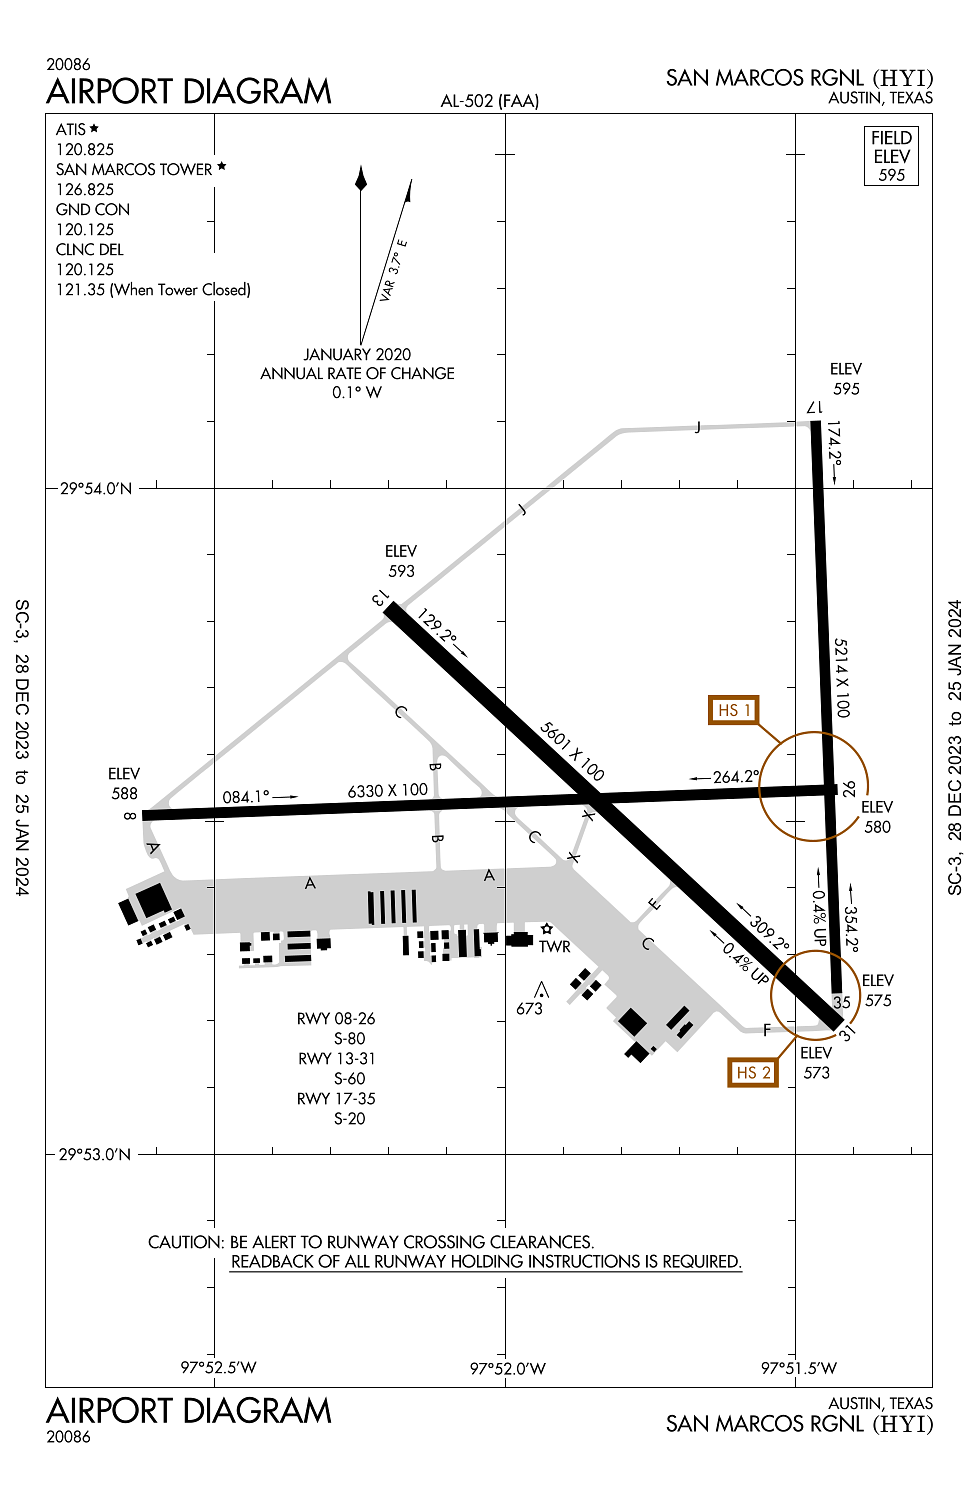 20086
AIRPORT DIAGRAM
AL-502 (FAA)
SAN MARCOS RGNL (HYI)
AUSTIN, TEXAS
ATIS ★
120.825
SAN MARCOS TOWER ★
126.825
GND CON
120.125
CLNC DEL
120.125
121.35 (When Tower Closed)
FIELD
ELEV
595
VAR 3.7° E
JANUARY 2020
ANNUAL RATE OF CHANGE
0.1° W
ELEV
595
17
174.2°
J
29°54.0'N
J
ELEV
593
13
129.2°
5214 X 100
C
HS 1
5601 X 100
B
264.2°
ELEV
588
084.1°
6330 X 100
26
8
ELEV
580
X
A
B
C
X
A
A
E
0.4% UP
354.2°
309.2°
0.4% UP
C
TWR
673
ELEV
575
35
F
31
HS 2
ELEV
573
RWY 08-26
S-80
RWY 13-31
S-60
RWY 17-35
S-20
29°53.0'N
CAUTION: BE ALERT TO RUNWAY CROSSING CLEARANCES.
READBACK OF ALL RUNWAY HOLDING INSTRUCTIONS IS REQUIRED.
97°52.5'W
97°52.0'W
97°51.5'W
SC-3, 28 DEC 2023 to 25 JAN 2024
SC-3, 28 DEC 2023 to 25 JAN 2024
AIRPORT DIAGRAM
20086
AUSTIN, TEXAS
SAN MARCOS RGNL (HYI)